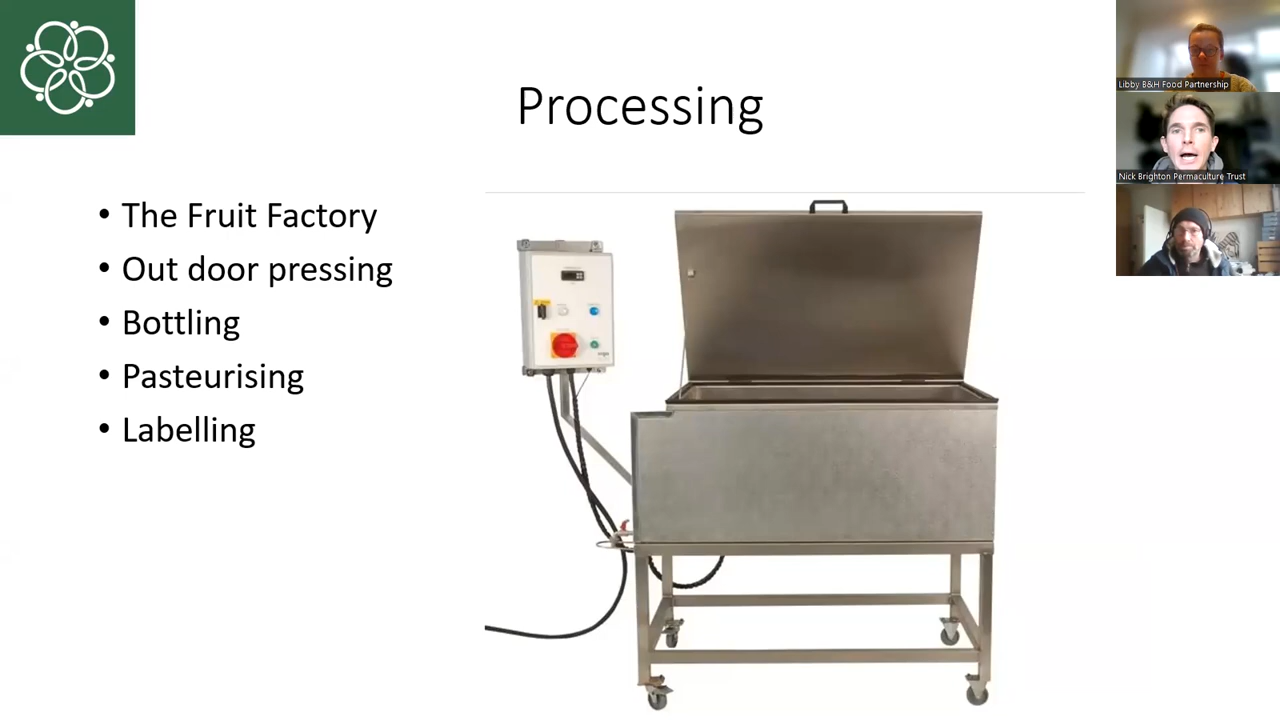 Processing
• The Fruit Factory
• Out door pressing
• Bottling
• Pasteurising
• Labelling
Libby B&H Food Partnership
Nick Brighton Permaculture Trust